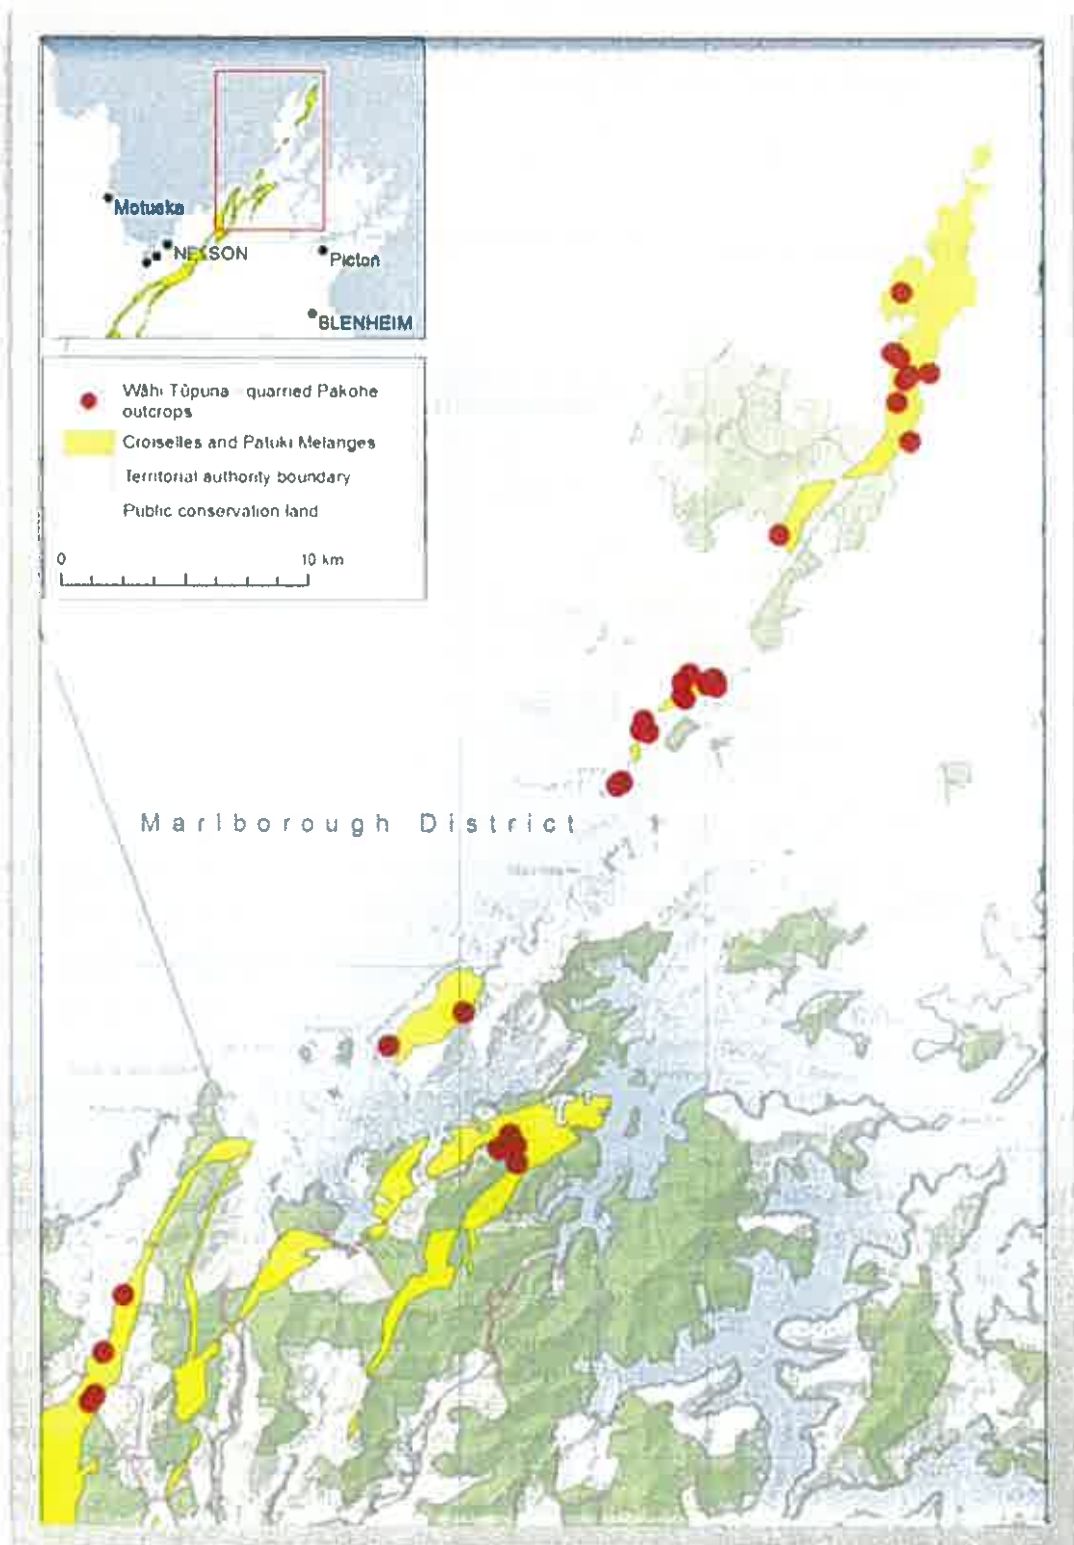 Motueka
NELSON
Picton
BLENHEIM
Wāhi Tūpuna - quarried Pakohe
outcrops
Croiselles and Patuki Melanges
Territorial authority boundary
Public conservation land
0 10 km
Marlborough District